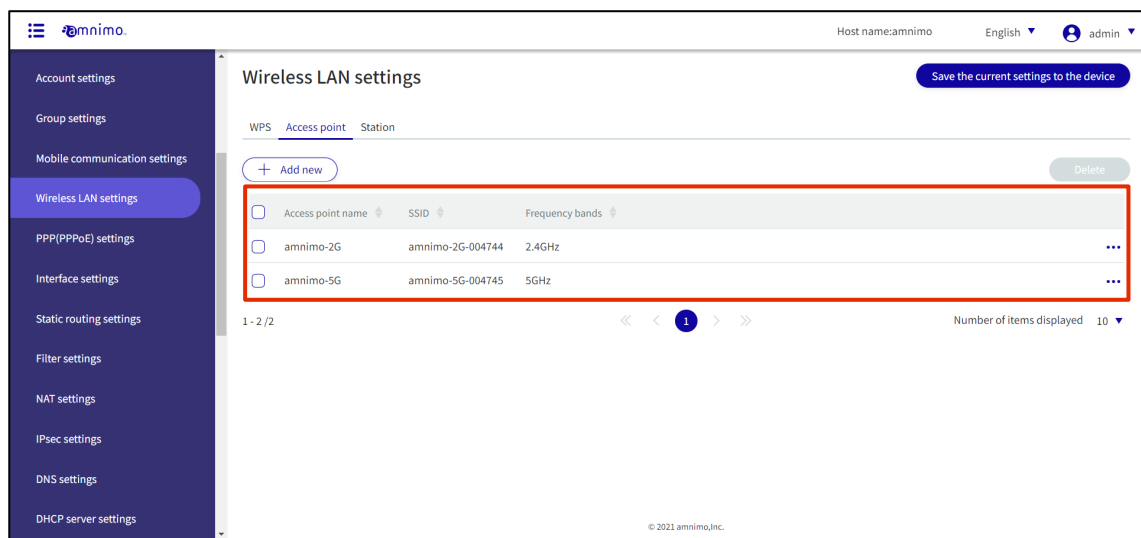 amnimo.
Host name:amnimo
English
admin
Account settings
Group settings
Mobile communication settings
Wireless LAN settings
PPP(PPPoE) settings
Interface settings
Static routing settings
Filter settings
NAT settings
IPsec settings
DNS settings
DHCP server settings
Wireless LAN settings
Save the current settings to the device
WPS Access point Station
+ Add new
Delete
Access point name SSID Frequency bands
amnimo-2G amnimo-2G-004744 2.4GHz
amnimo-5G amnimo-5G-004745 5GHz
1 - 2 /2
1
Number of items displayed 10
© 2021 amnimo,Inc.